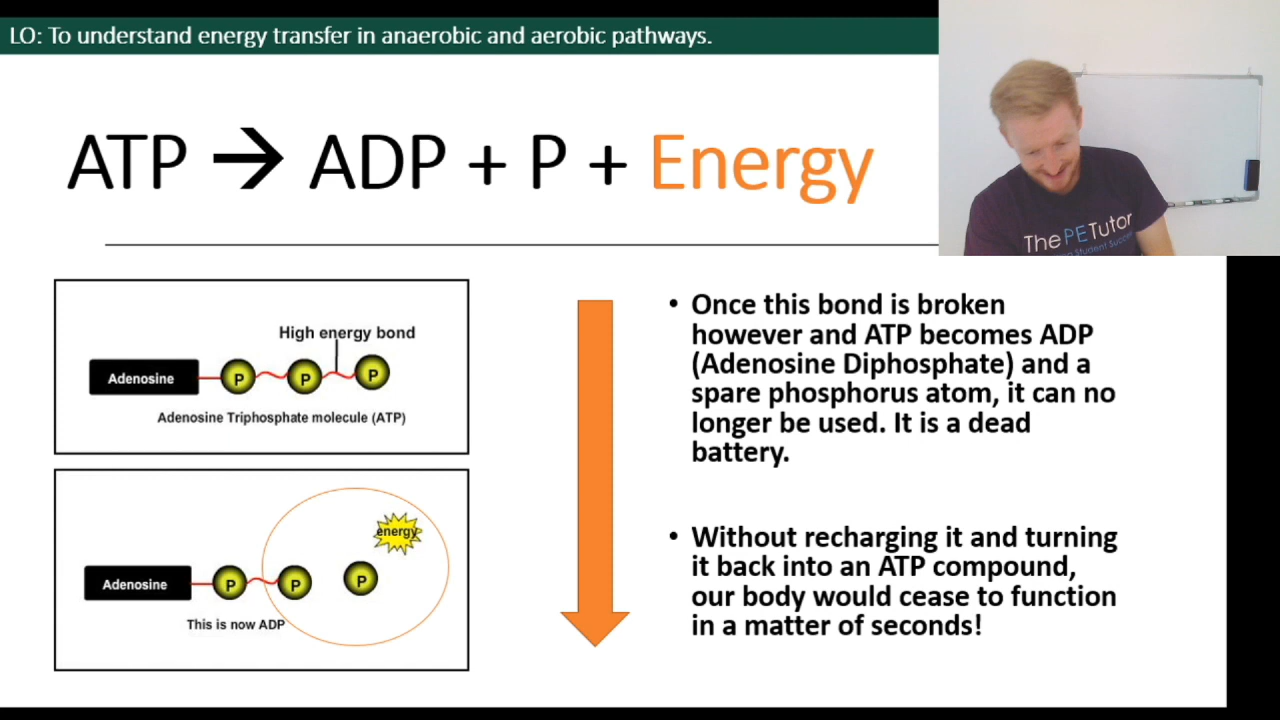 LO: To understand energy transfer in anaerobic and aerobic pathways.
ATP → ADP + P + Energy
The PE Tutor
Student Success
High energy bond
Adenosine P P P
Adenosine Triphosphate molecule (ATP)
energy
Adenosine P P P
This is now ADP
• Once this bond is broken
however and ATP becomes ADP
(Adenosine Diphosphate) and a
spare phosphorus atom, it can no
longer be used. It is a dead
battery.
• Without recharging it and turning
it back into an ATP compound,
our body would cease to function
in a matter of seconds!